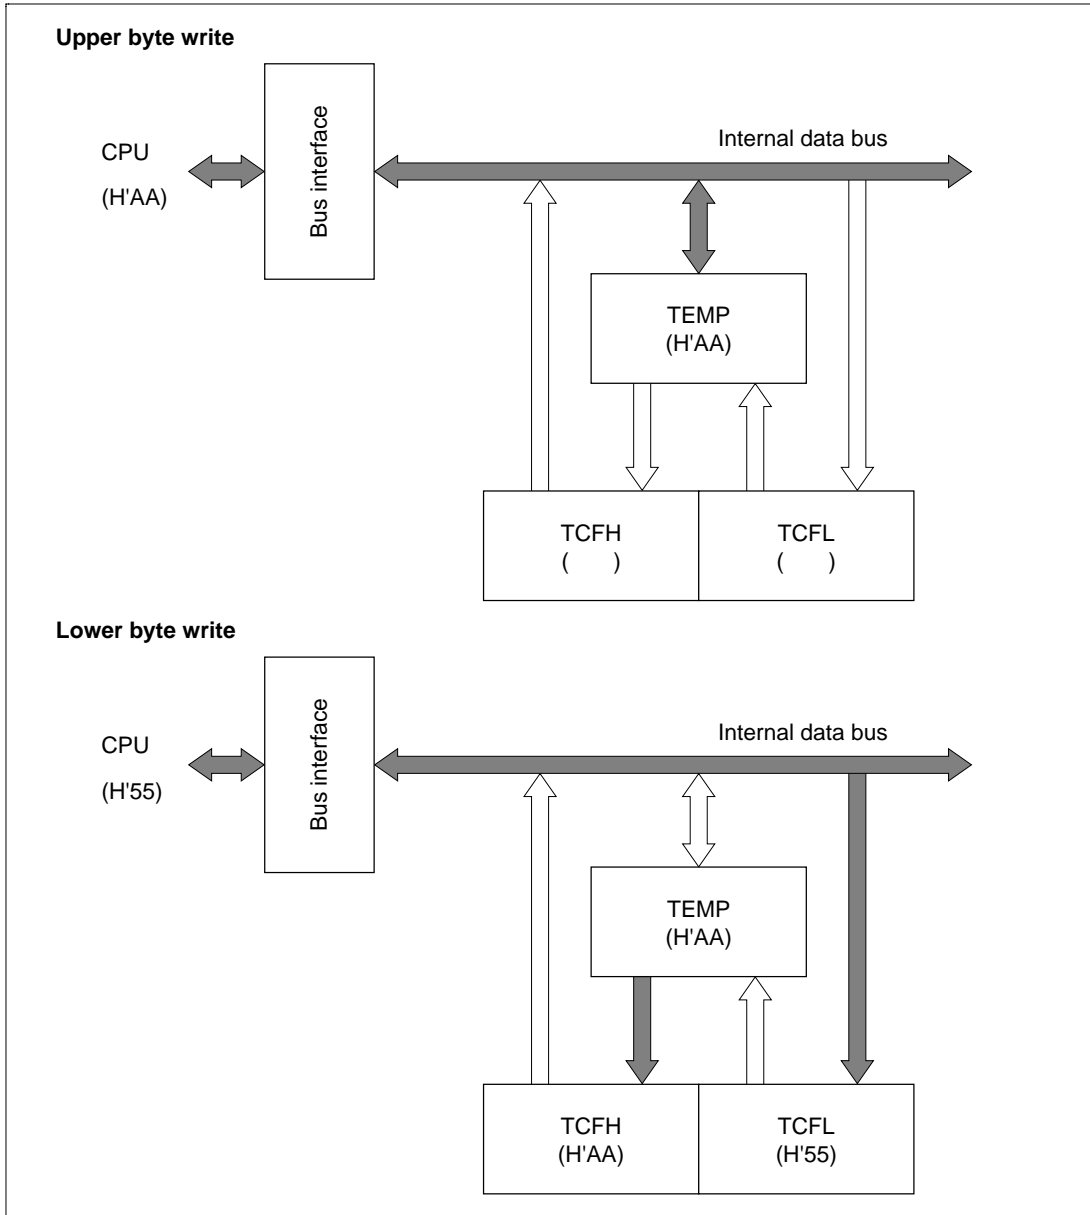 Upper byte write
CPU
(H'AA)
Bus interface
Internal data bus
TEMP
(H'AA)
TCFH
(    )
TCFL
(    )
Lower byte write
CPU
(H'55)
Bus interface
Internal data bus
TEMP
(H'AA)
TCFH
(H'AA)
TCFL
(H'55)